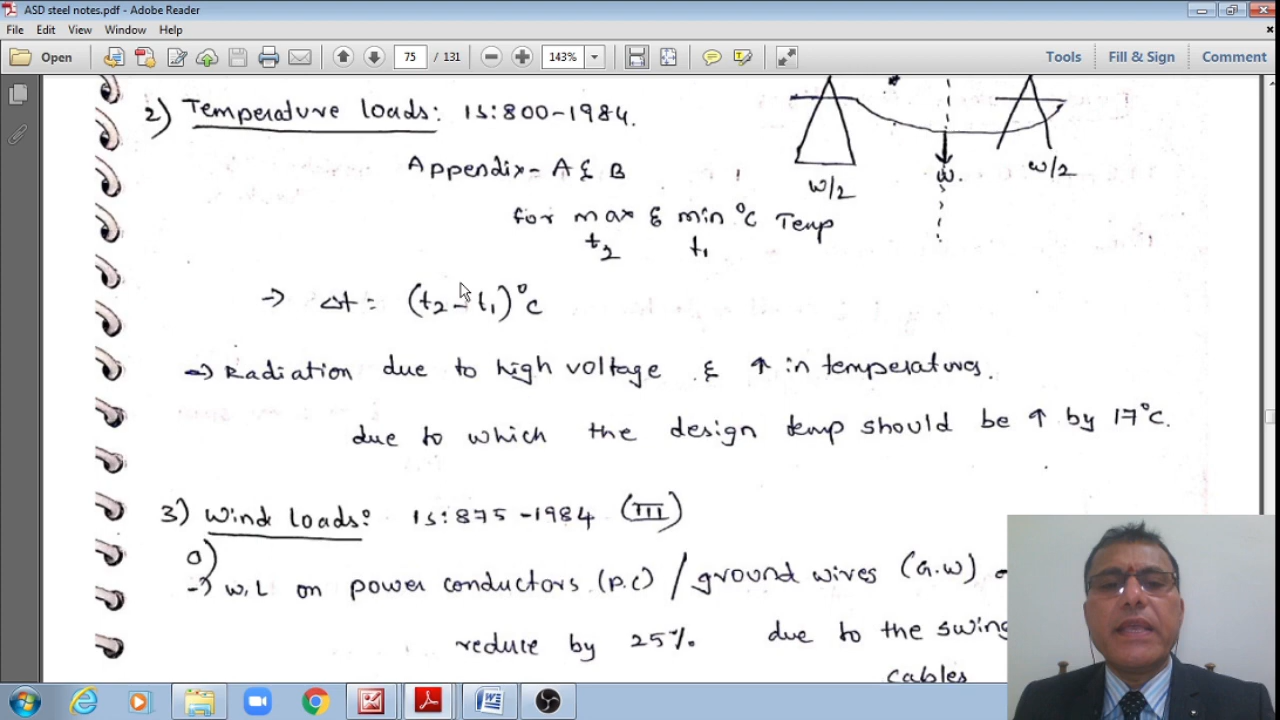 ASD steel notes.pdf - Adobe Reader
File Edit View Window Help
Open 75 / 131 143% Tools Fill & Sign Comment
2) Temperature loads: IS:800-1984.
Appendix- A & B
w/2 w. w/2
for max & min °C Temp
t2 t1
→ Δt = (t2 - t1)°C
→ Radiation due to high voltage & ↑ in temperatures.
due to which the design temp should be ↑ by 17°C.
3) Wind loads: IS:875-1984 (III)
a)
→ W.L on power conductors (P.C) / ground wires (G.W)
reduce by 25% due to the swing
cables